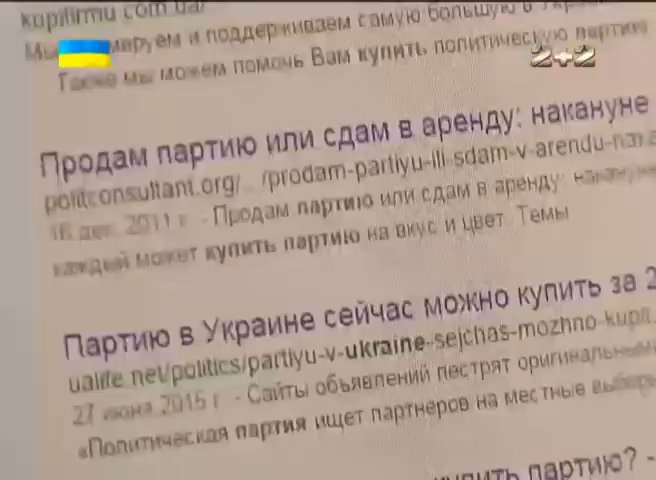 kupifirmu com ua/
Мы и поддерживаем самую большую в
Также мы можем помочь Вам купить политическую партию
2+2
Продам партию или сдам в аренду: накануне
politconsultant.org/.../prodam-partiyu-ili-sdam-v-arendu-naka
16 дек. 2011 г. - Продам партию или сдам в аренду: накануне
каждый может купить партию на вкус и цвет. Темы
Партию в Украине сейчас можно купить за 2
ualife.net/politics/partiyu-v-ukraine-sejchas-mozhno-kupit
27 июня 2015 г. - Сайты объявлений пестрят оригинальным
«Политическая партия ищет партнеров на местные выборы
купить партию? -